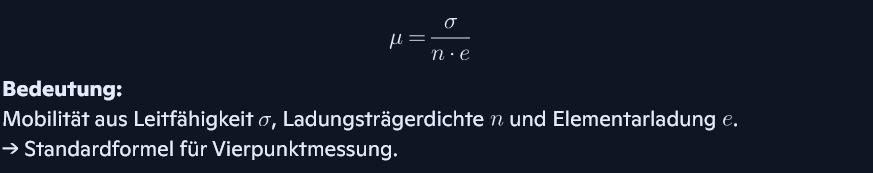 μ = σ / (n · e)
Bedeutung:
Mobilität aus Leitfähigkeit σ, Ladungsträgerdichte n und Elementarladung e.
→ Standardformel für Vierpunktmessung.